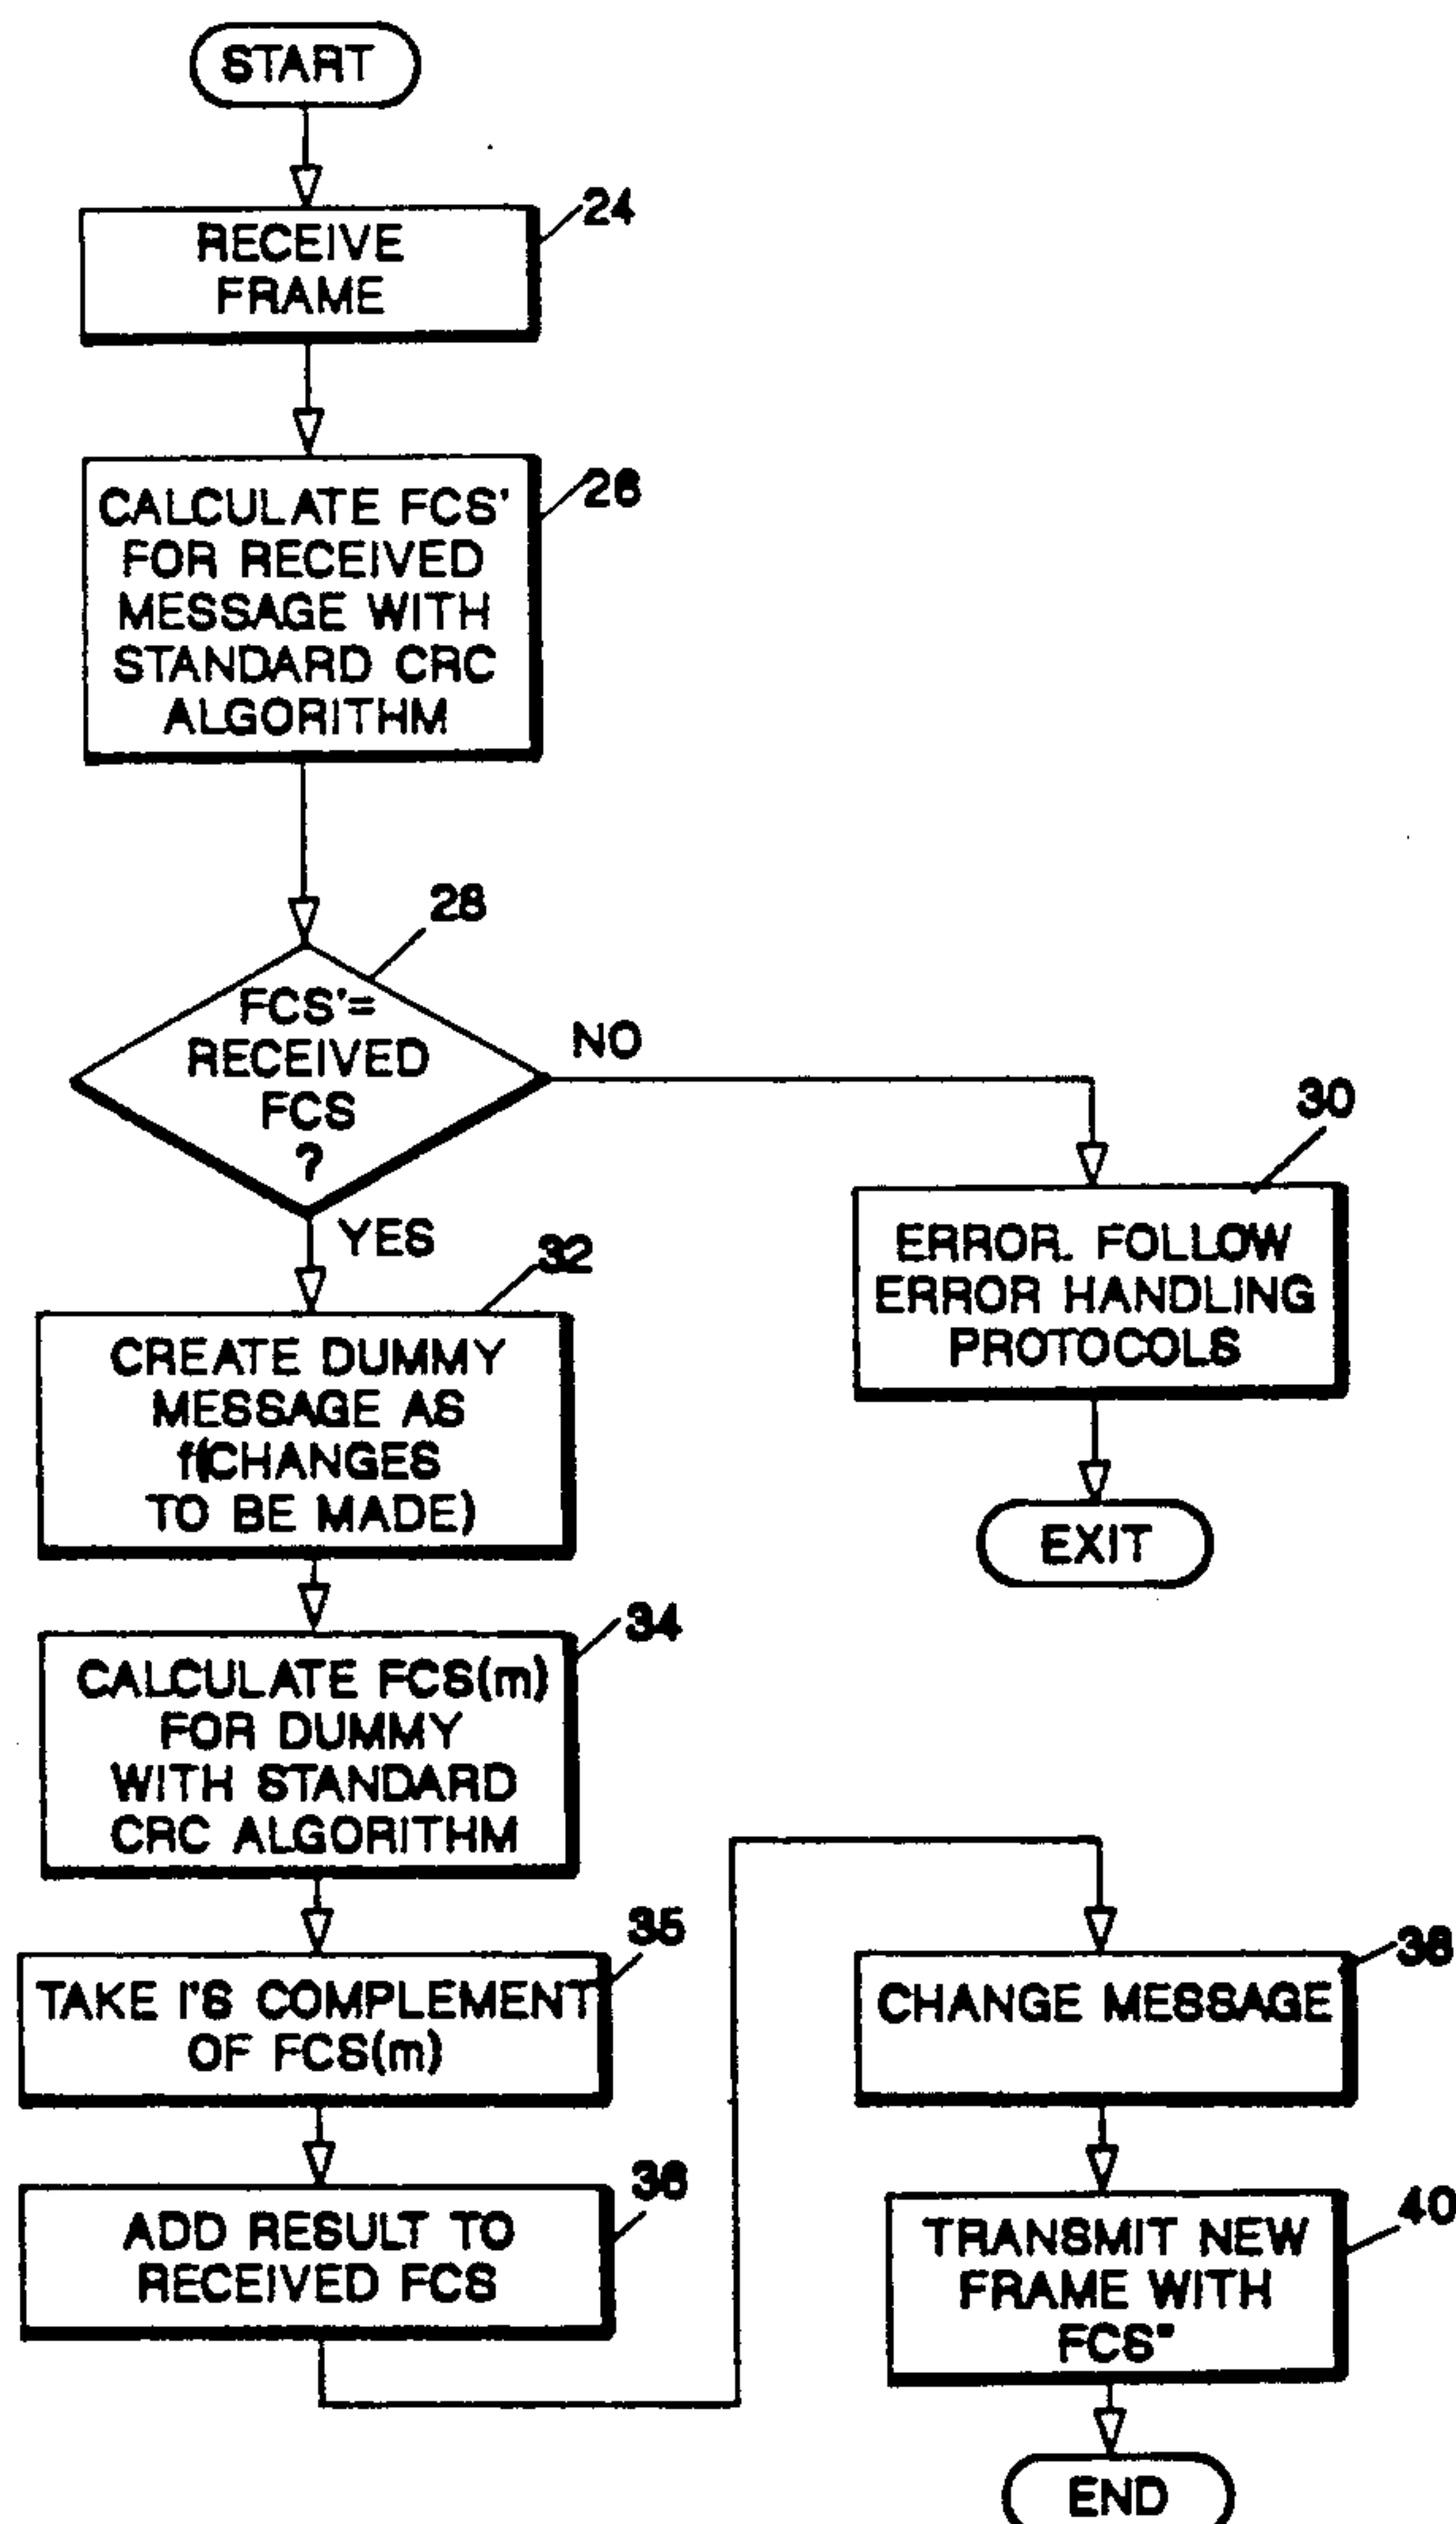 START
24
RECEIVE
FRAME
26
CALCULATE FCS'
FOR RECEIVED
MESSAGE WITH
STANDARD CRC
ALGORITHM
28
FCS'=
RECEIVED
FCS
?
NO
YES
30
ERROR. FOLLOW
ERROR HANDLING
PROTOCOLS
EXIT
32
CREATE DUMMY
MESSAGE AS
f(CHANGES
TO BE MADE)
34
CALCULATE FCS(m)
FOR DUMMY
WITH STANDARD
CRC ALGORITHM
35
TAKE I'S COMPLEMENT
OF FCS(m)
36
ADD RESULT TO
RECEIVED FCS
38
CHANGE MESSAGE
40
TRANSMIT NEW
FRAME WITH
FCS"
END